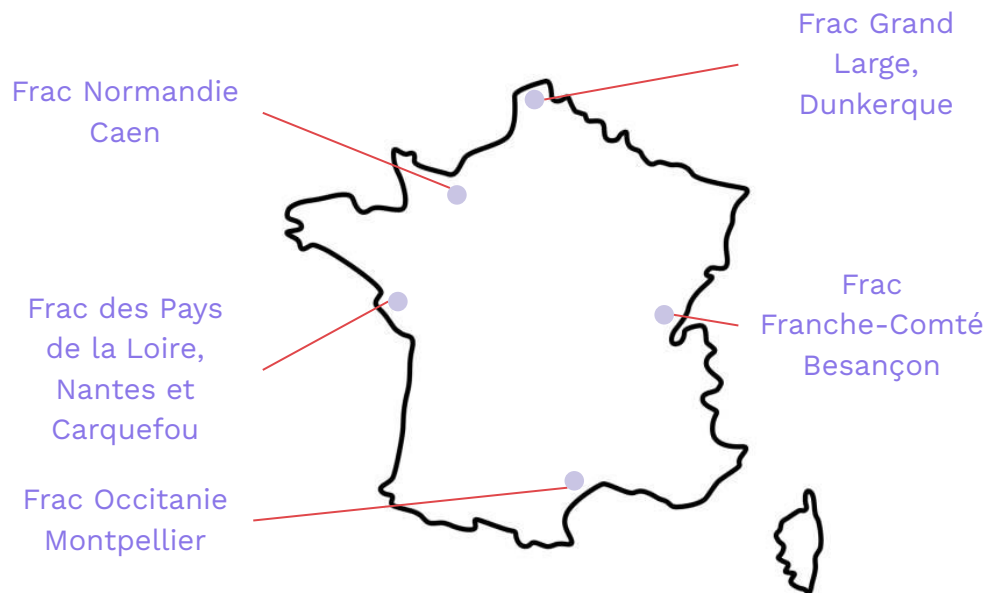 Frac Grand
Large,
Dunkerque
Frac Normandie
Caen
Frac des Pays
de la Loire,
Nantes et
Carquefou
Frac
Franche-Comté
Besançon
Frac Occitanie
Montpellier